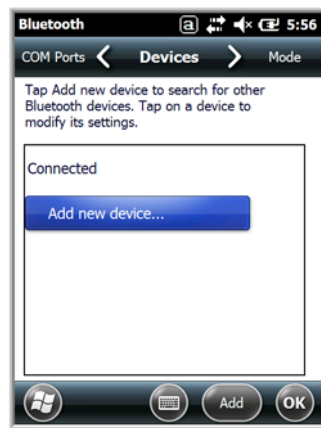 Bluetooth a 5:56
COM Ports Devices Mode
Tap Add new device to search for other
Bluetooth devices. Tap on a device to
modify its settings.
Connected
Add new device...
Add OK